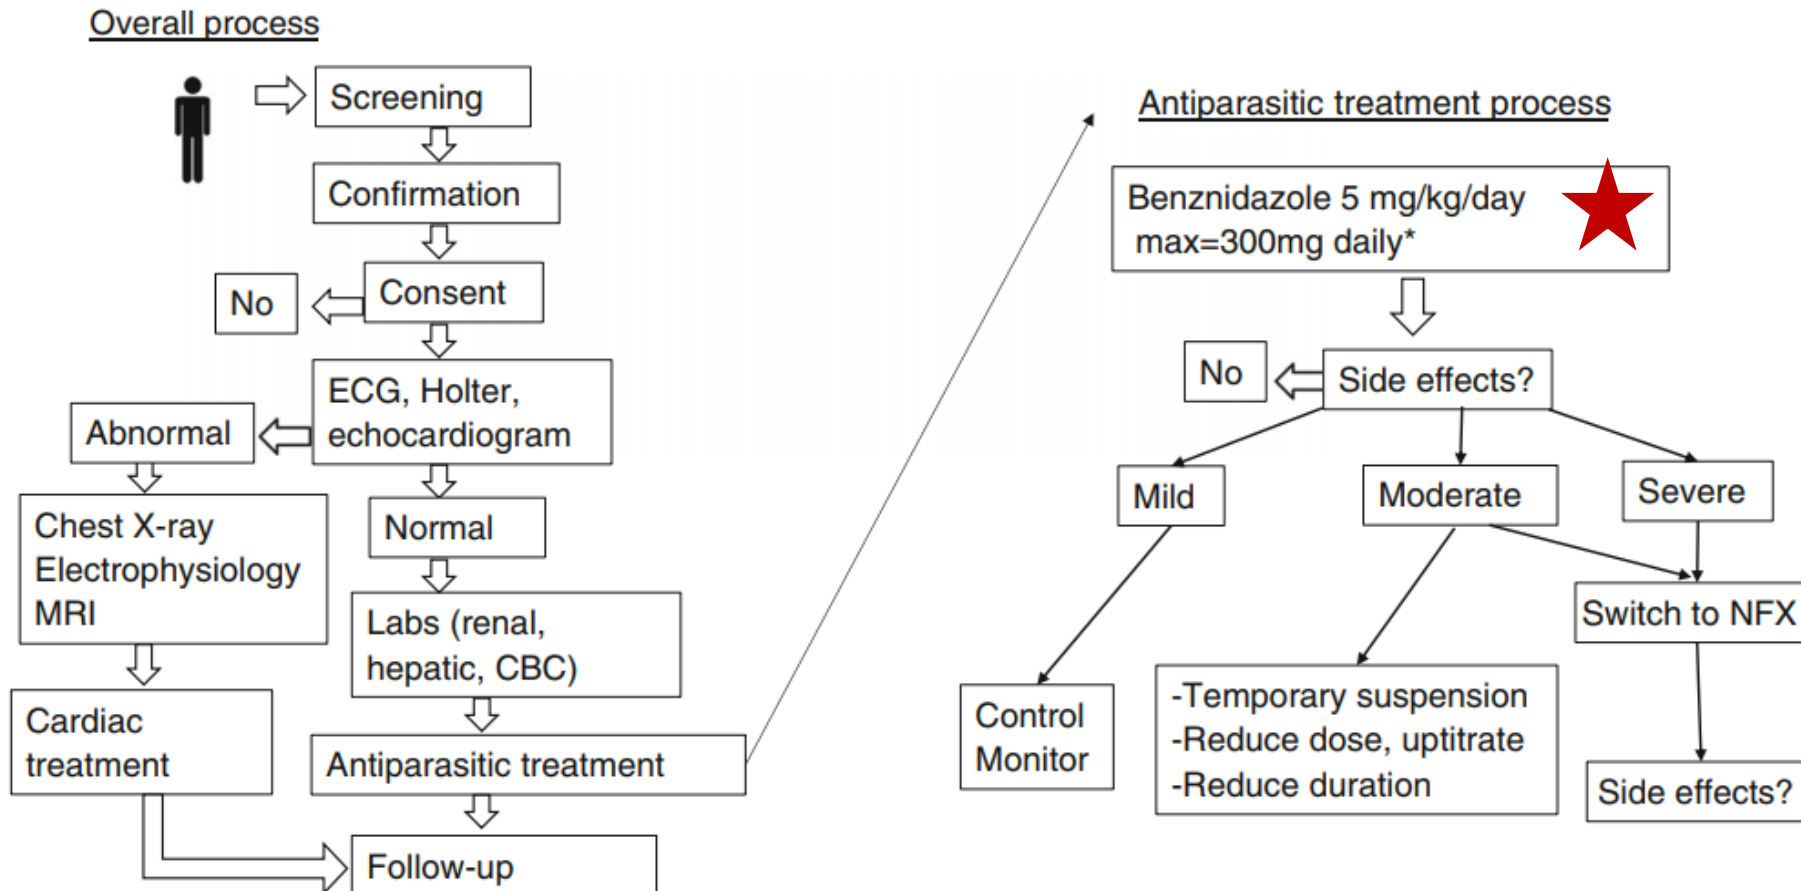 Overall process
Screening
Confirmation
Consent
No
ECG, Holter,
echocardiogram
Abnormal
Chest X-ray
Electrophysiology
MRI
Normal
Labs (renal,
hepatic, CBC)
Cardiac
treatment
Antiparasitic treatment
Follow-up
Antiparasitic treatment process
Benznidazole 5 mg/kg/day
max=300mg daily*
Side effects?
No
Mild
Moderate
Severe
Control
Monitor
-Temporary suspension
-Reduce dose, uptitrate
-Reduce duration
Switch to NFX
Side effects?